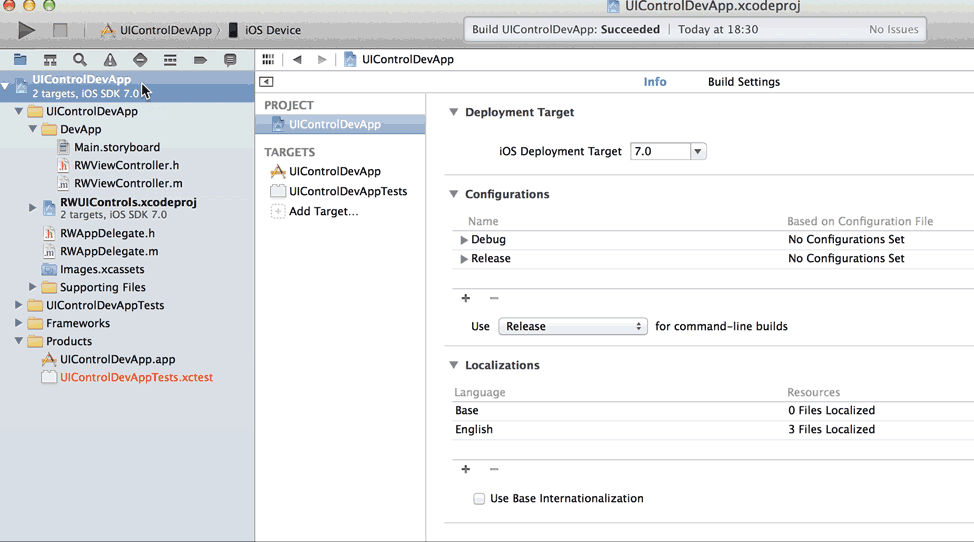 UIControlDevApp.xcodeproj
UIControlDevApp iOS Device
Build UIControlDevApp: Succeeded Today at 18:30 No Issues
UIControlDevApp
2 targets, iOS SDK 7.0
UIControlDevApp
DevApp
Main.storyboard
RWViewController.h
RWViewController.m
RWUIControls.xcodeproj
2 targets, iOS SDK 7.0
RWAppDelegate.h
RWAppDelegate.m
Images.xcassets
Supporting Files
UIControlDevAppTests
Frameworks
Products
UIControlDevApp.app
UIControlDevAppTests.xctest
UIControlDevApp
Info Build Settings
PROJECT
UIControlDevApp
TARGETS
UIControlDevApp
UIControlDevAppTests
Add Target...
Deployment Target
iOS Deployment Target 7.0
Configurations
Name Based on Configuration File
Debug No Configurations Set
Release No Configurations Set
Use Release for command-line builds
Localizations
Language Resources
Base 0 Files Localized
English 3 Files Localized
Use Base Internationalization